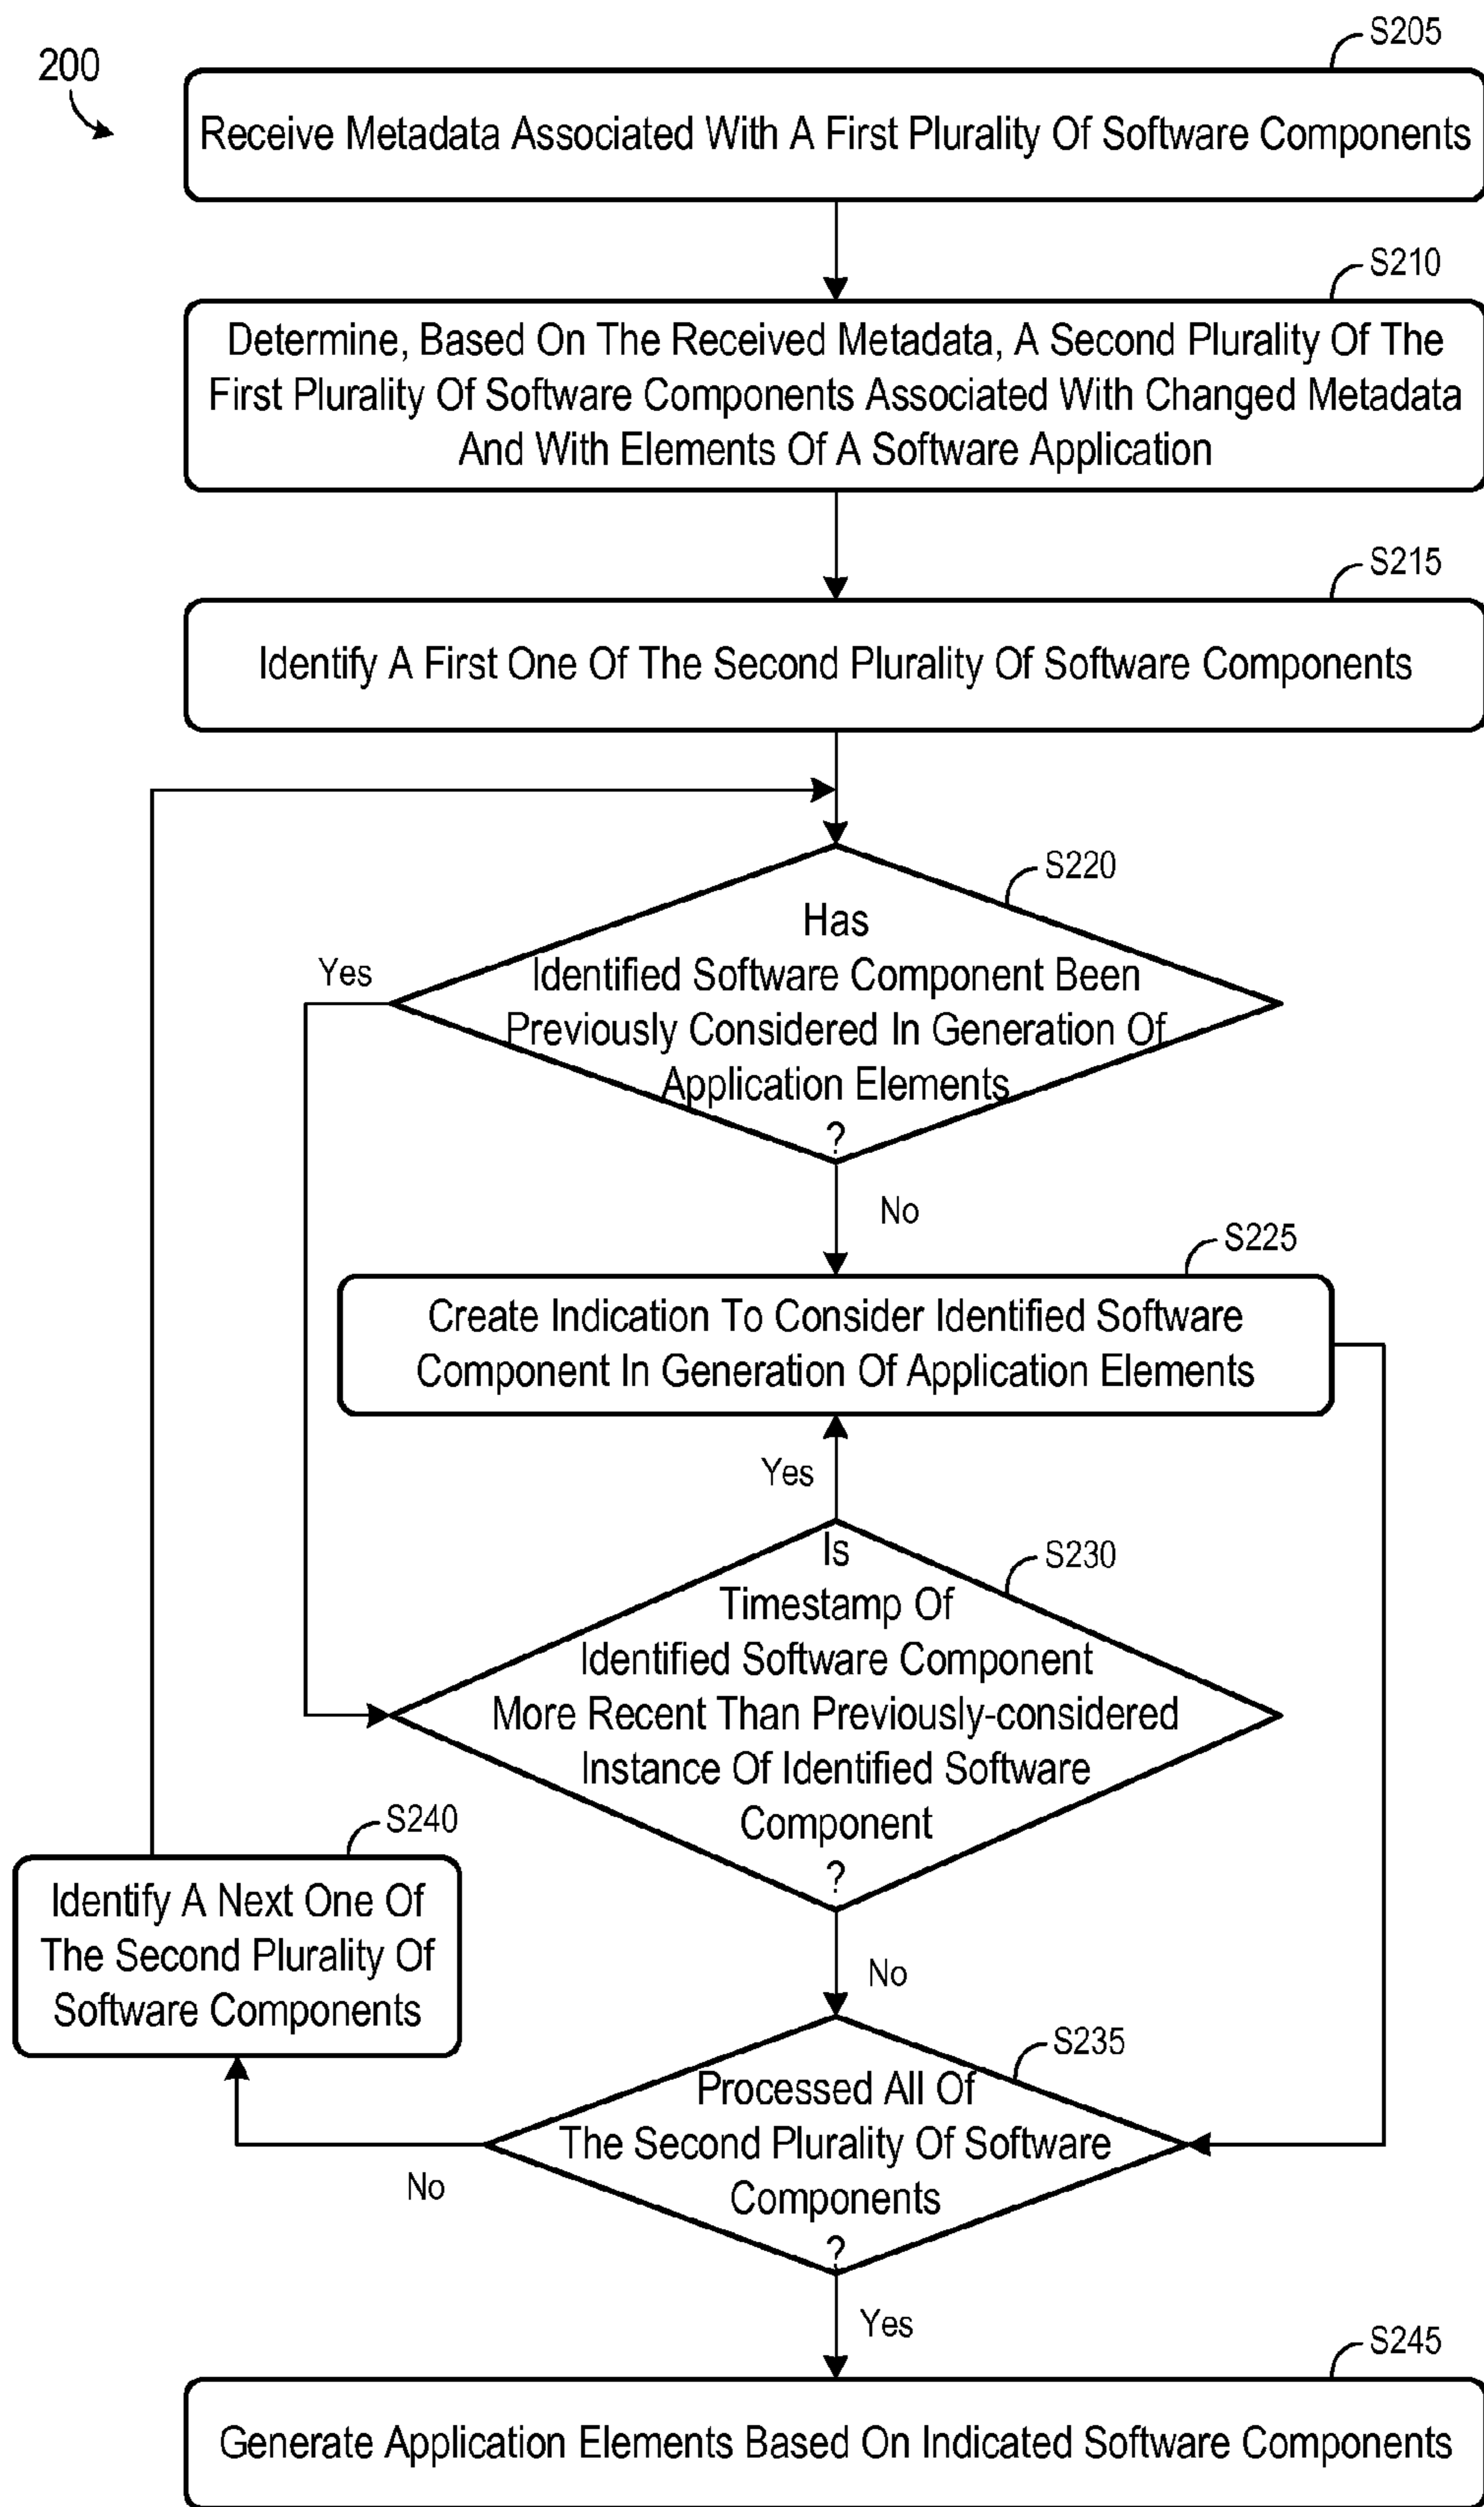 S205
200
Receive Metadata Associated With A First Plurality Of Software Components
S210
Determine, Based On The Received Metadata, A Second Plurality Of The
First Plurality Of Software Components Associated With Changed Metadata
And With Elements Of A Software Application
S215
Identify A First One Of The Second Plurality Of Software Components
S220
Has
Yes
Identified Software Component Been
Previously Considered In Generation Of
Application Elements
?
No
S225
Create Indication To Consider Identified Software
Component In Generation Of Application Elements
Yes
Is
S230
Timestamp Of
Identified Software Component
More Recent Than Previously-considered
Instance Of Identified Software
Component
?
S240
Identify A Next One Of
The Second Plurality Of
Software Components
No
S235
Processed All Of
The Second Plurality Of Software
Components
?
No
Yes
S245
Generate Application Elements Based On Indicated Software Components